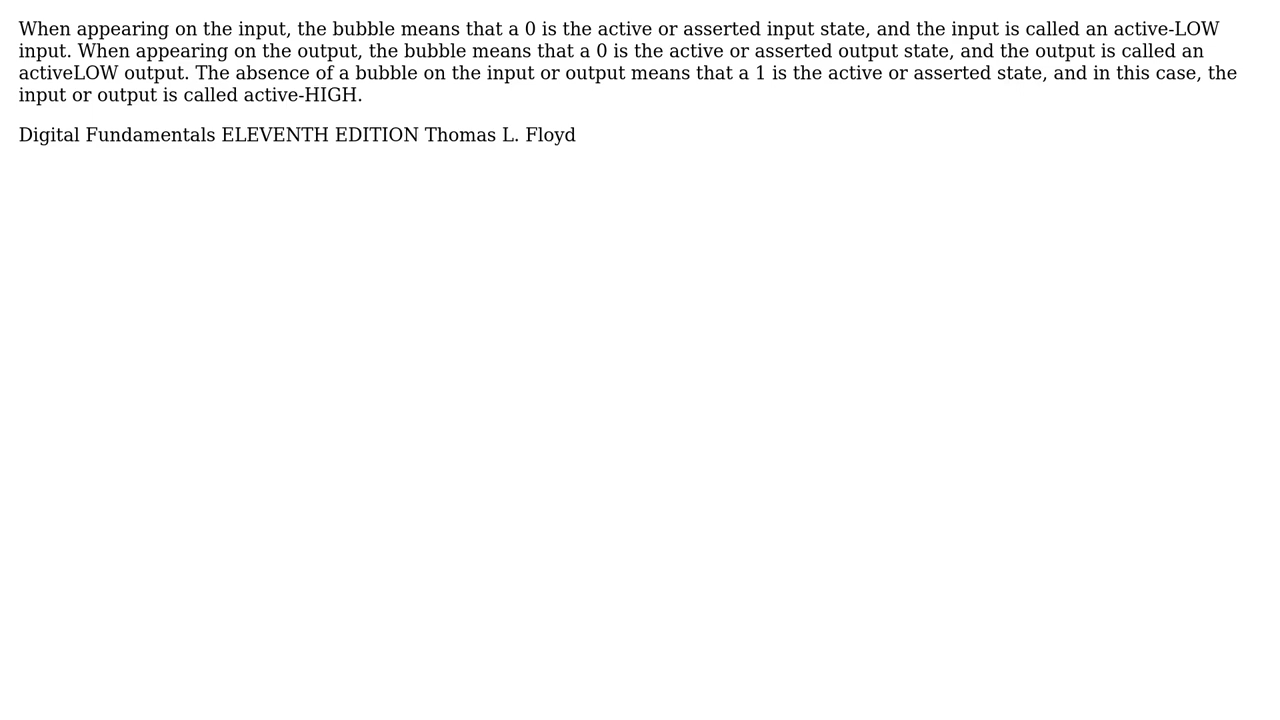 When appearing on the input, the bubble means that a 0 is the active or asserted input state, and the input is called an active-LOW
input. When appearing on the output, the bubble means that a 0 is the active or asserted output state, and the output is called an
activeLOW output. The absence of a bubble on the input or output means that a 1 is the active or asserted state, and in this case, the
input or output is called active-HIGH.
Digital Fundamentals ELEVENTH EDITION Thomas L. Floyd